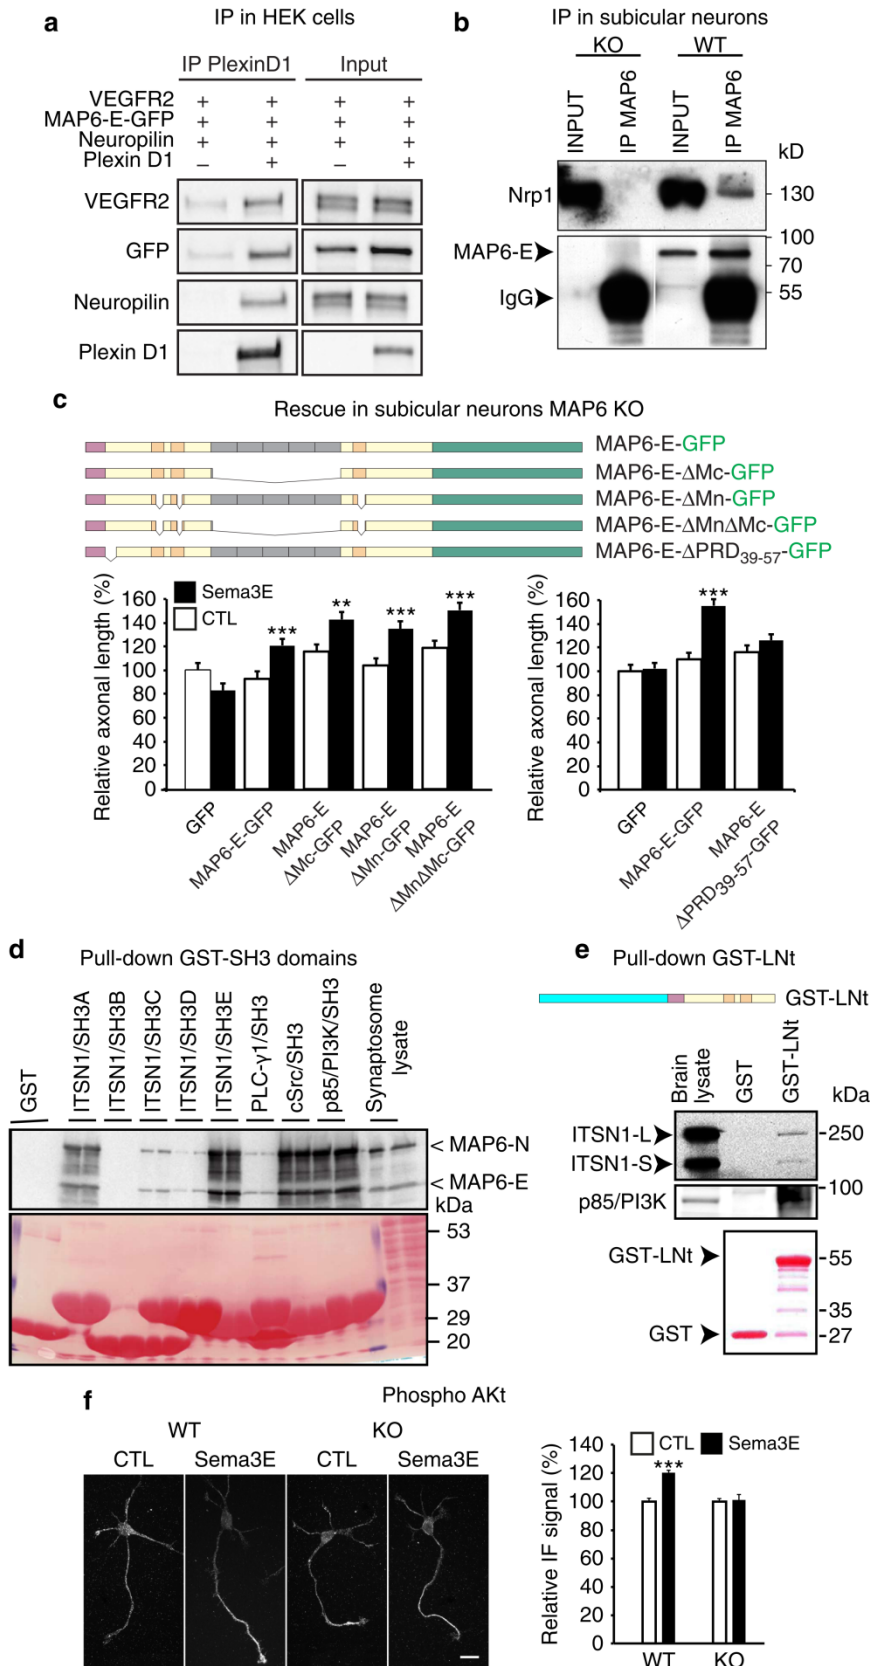 a
IP in HEK cells
IP PlexinD1 Input
VEGFR2 + + + +
MAP6-E-GFP + + + +
Neuropilin + + + +
Plexin D1 – + – +
VEGFR2
GFP
Neuropilin
Plexin D1
b
IP in subicular neurons
KO WT
INPUT IP MAP6 INPUT IP MAP6 kD
Nrp1 130
100
MAP6-E 70
IgG 55
c
Rescue in subicular neurons MAP6 KO
MAP6-E-GFP
MAP6-E-ΔMc-GFP
MAP6-E-ΔMn-GFP
MAP6-E-ΔMnΔMc-GFP
MAP6-E-ΔPRD39-57-GFP
Relative axonal length (%)
160
140
120
100
80
60
40
20
0
Sema3E
CTL
*** ** *** ***
GFP
MAP6-E-GFP
MAP6-E ΔMc-GFP
MAP6-E ΔMn-GFP
MAP6-E ΔMnΔMc-GFP
Relative axonal length (%)
160
140
120
100
80
60
40
20
0
***
GFP
MAP6-E-GFP
MAP6-E ΔPRD39-57-GFP
d
Pull-down GST-SH3 domains
GST
ITSN1/SH3A
ITSN1/SH3B
ITSN1/SH3C
ITSN1/SH3D
ITSN1/SH3E
PLC-γ1/SH3
cSrc/SH3
p85/PI3K/SH3
Synaptosome lysate
< MAP6-N
< MAP6-E
kDa
53
37
29
20
e
Pull-down GST-LNt
GST-LNt
Brain lysate
GST
GST-LNt
kDa
ITSN1-L 250
ITSN1-S
100
p85/PI3K
GST-LNt 55
35
GST 27
f
Phospho AKt
WT KO
CTL Sema3E CTL Sema3E
Relative IF signal (%)
140
120
100
80
60
40
20
0
CTL Sema3E
***
WT KO